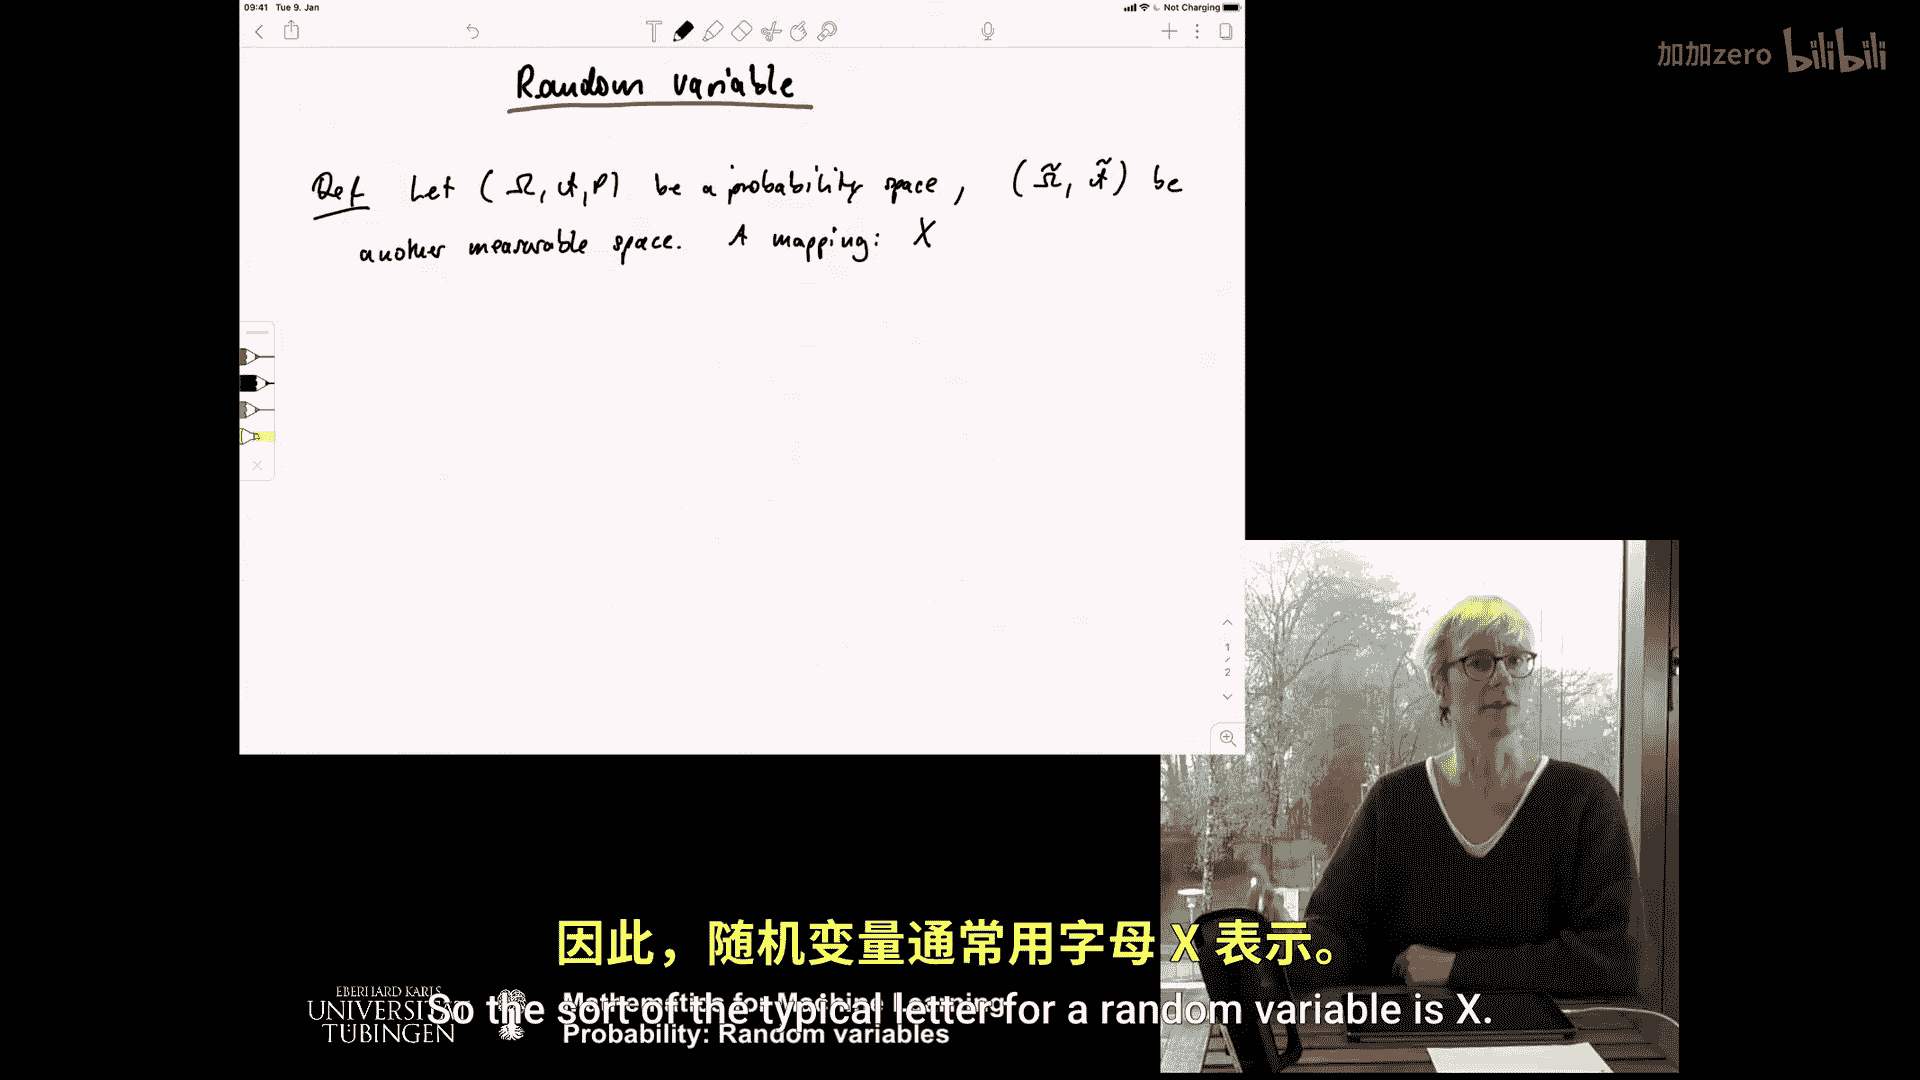 09:41 Tue 9. Jan
Not Charging
加加zero bilibili
Random variable
Def Let (Ω, A, P) be a probability space, (Ω̃, Ã) be
another measurable space. A mapping: X
1
/
2
因此，随机变量通常用字母 X 表示。
So the sort of the typical letter for a random variable is X.
EBERHARD KARLS
UNIVERSITÄT
TÜBINGEN
Mathematics for Machine Learning
Probability: Random variables